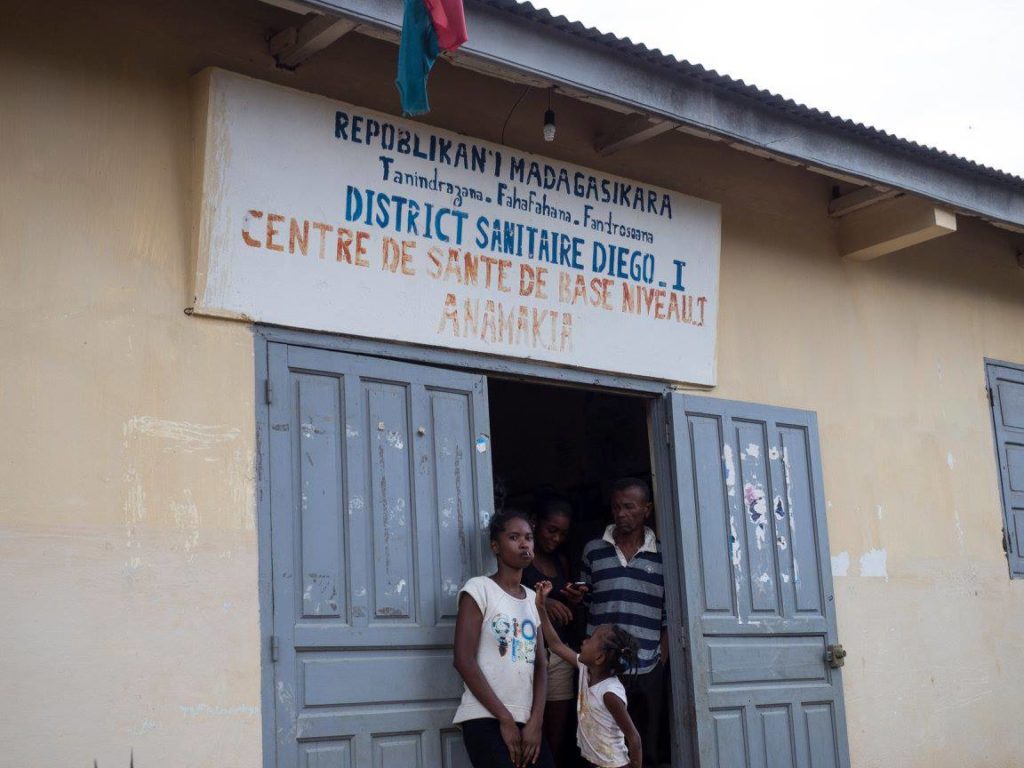 REPOBLIKAN'I MADAGASIKARA
Tanindrazana - Fahafahana - Fandrosoana
DISTRICT SANITAIRE DIEGO - I
CENTRE DE SANTE DE BASE NIVEAU I
ANAMAKIA